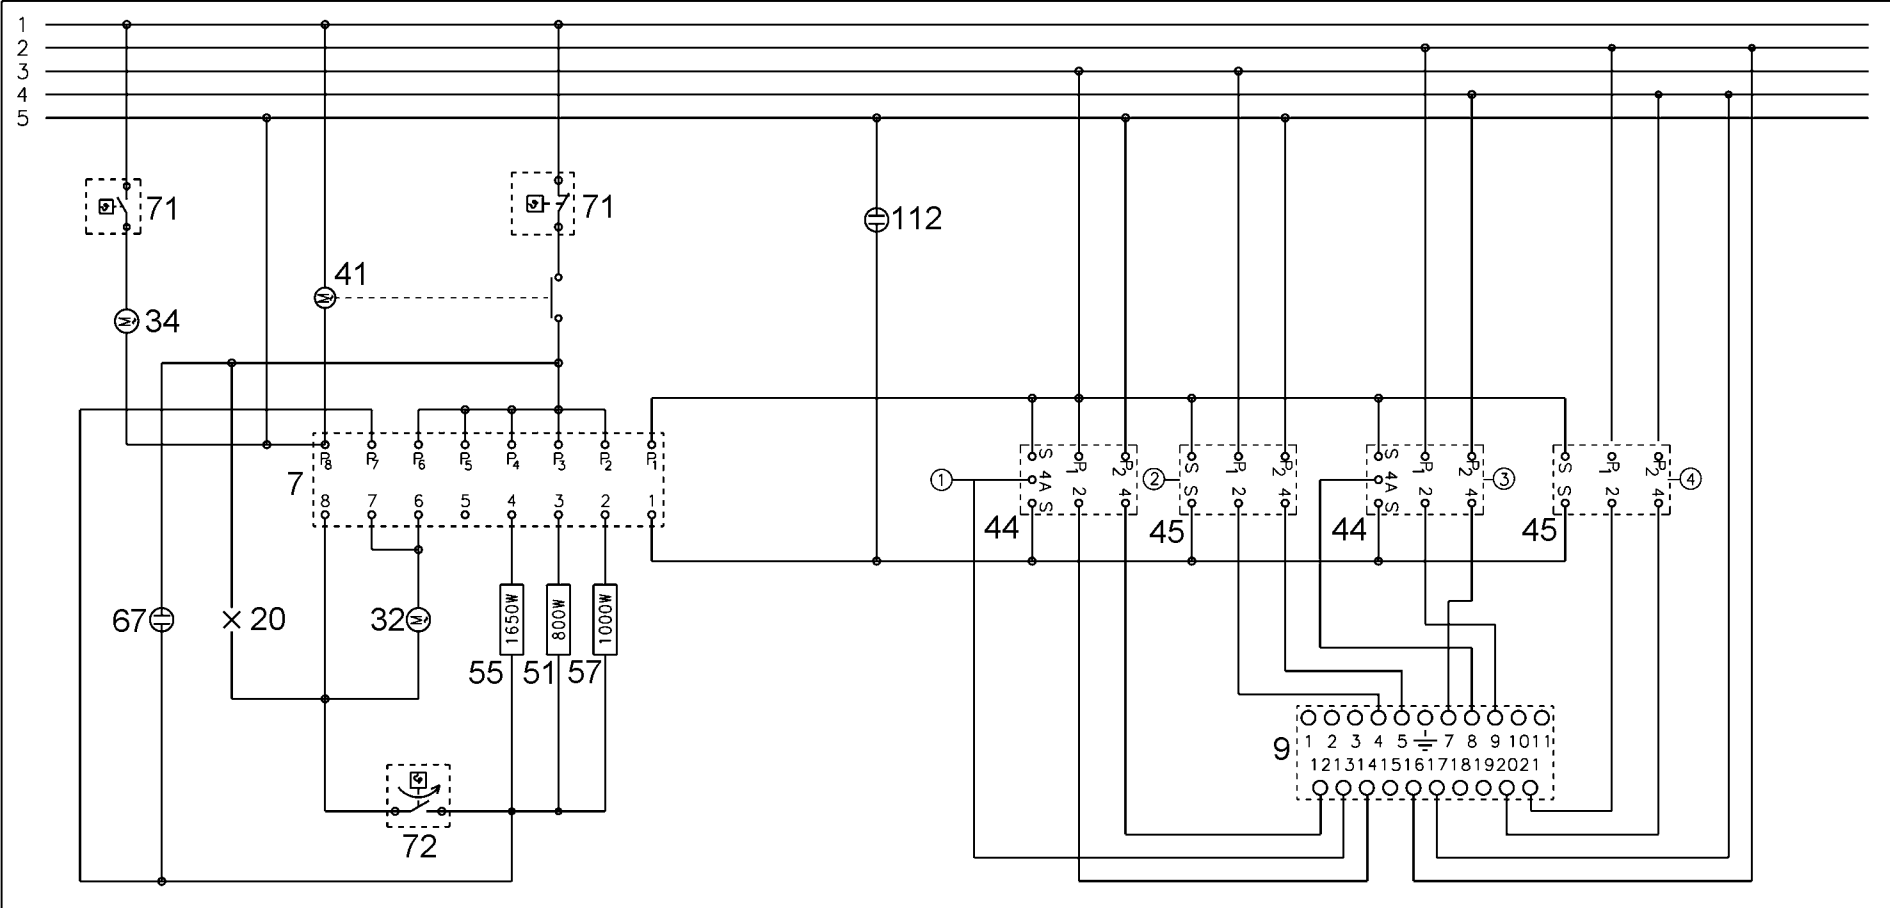 1
2
3
4
5
71
71
112
41
34
P8 P7 P6 P5 P4 P3 P2 P1
7
8 7 6 5 4 3 2 1
S P1 P2
1 4A 2 4
S
44
S P1 P2
2
S 2 4
45
S P1 P2
4A 2 4 3
S
44
S P1 P2
4
S 2 4
45
67
20
32
1650W 800W 1000W
55 51 57
9
1 2 3 4 5 7 8 9 10 11
12 13 14 15 16 17 18 19 20 21
72